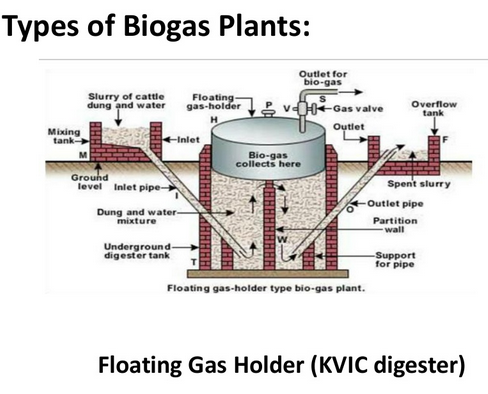 Types of Biogas Plants:
Outlet for
bio-gas
Slurry of cattle
dung and water
Floating
gas-holder
P
V
S
Gas valve
Overflow
tank
H
Outlet
Mixing
tank
Inlet
F
M
Bio-gas
collects here
Ground
level
Inlet pipe
I
Spent slurry
Dung and water
mixture
O
Outlet pipe
Partition
wall
W
Underground
digester tank
T
Support
for pipe
Floating gas-holder type bio-gas plant.
Floating Gas Holder (KVIC digester)